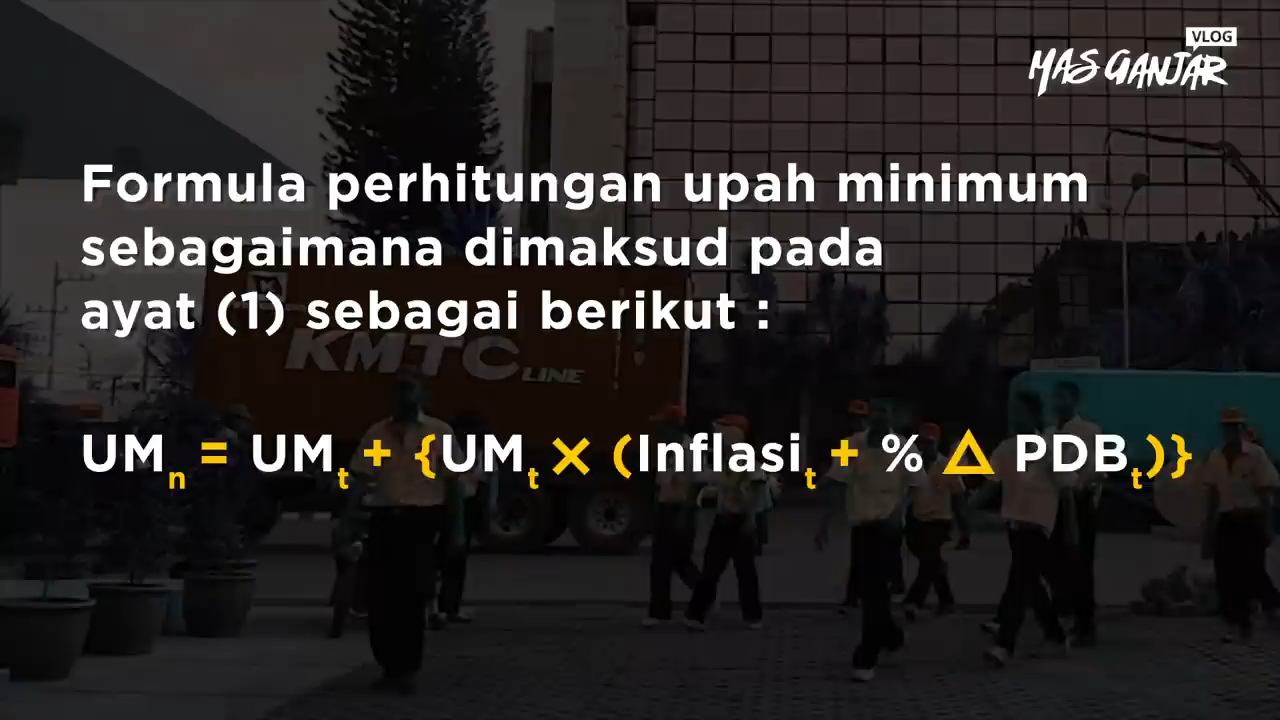 VLOG
MAS GANJAR
Formula perhitungan upah minimum
sebagaimana dimaksud pada
ayat (1) sebagai berikut :
KMTC LINE
UMₙ = UMₜ + {UMₜ × (Inflasiₜ + % Δ PDBₜ)}